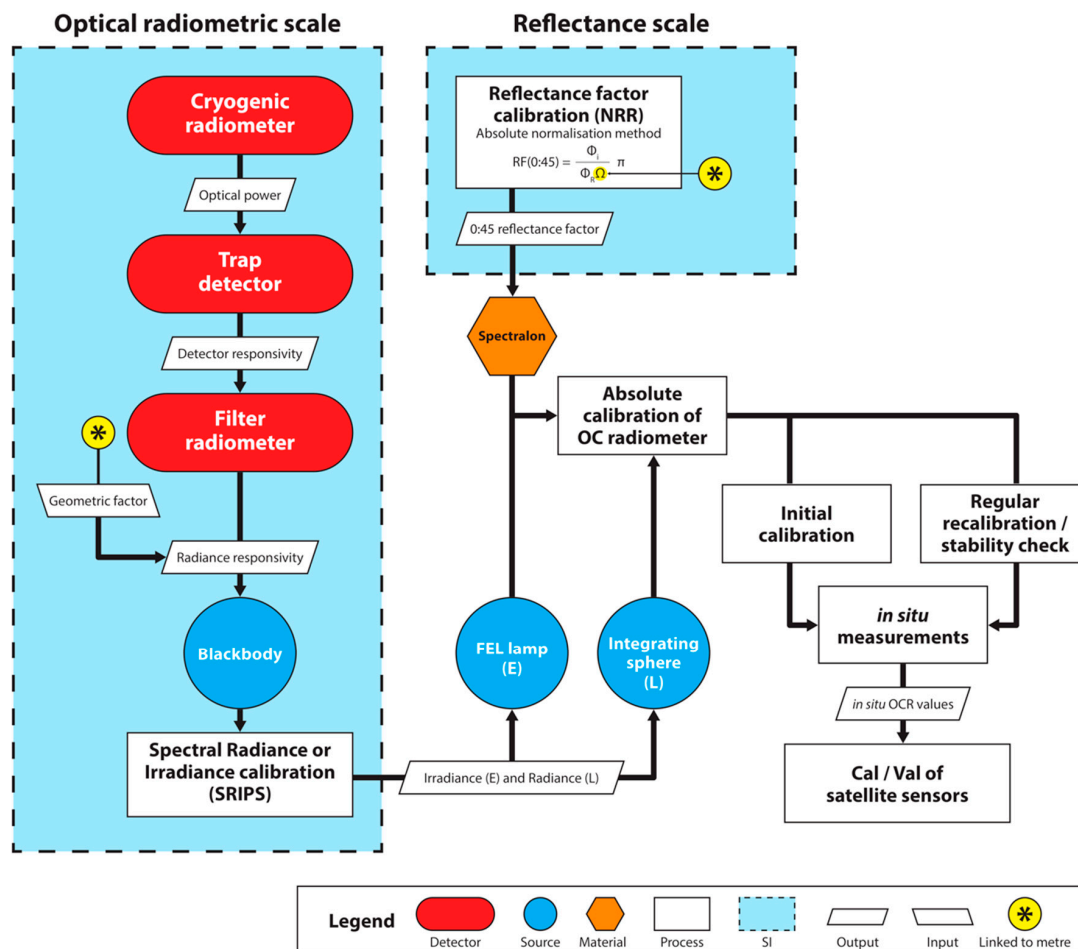 Optical radiometric scale
Reflectance scale
Cryogenic
radiometer
Optical power
Trap
detector
Detector responsivity
Filter
radiometer
*
Geometric factor
Radiance responsivity
Blackbody
Spectral Radiance or
Irradiance calibration
(SRIPS)
Reflectance factor
calibration (NRR)
Absolute normalisation method
RF(0:45) = Φi / ΦRΩ π
*
0:45 reflectance factor
Spectralon
Absolute
calibration of
OC radiometer
FEL lamp
(E)
Integrating
sphere
(L)
Irradiance (E) and Radiance (L)
Initial
calibration
Regular
recalibration /
stability check
in situ
measurements
in situ OCR values
Cal / Val of
satellite sensors
Legend
Detector
Source
Material
Process
SI
Output
Input
*
Linked to metre